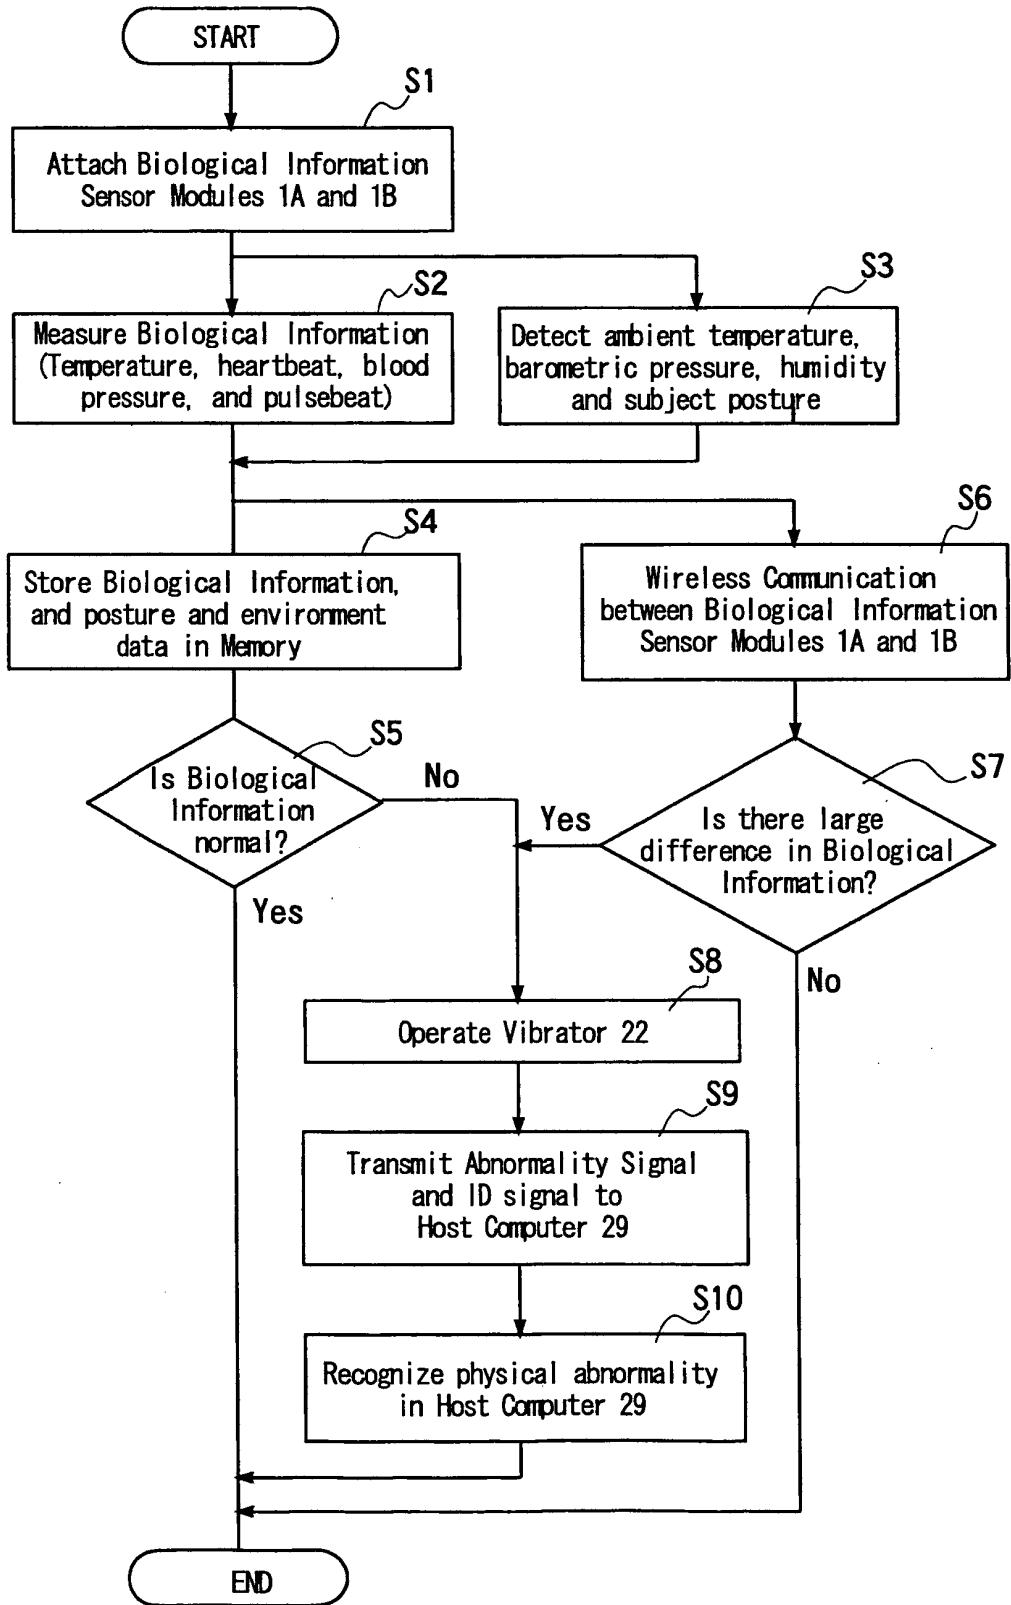 START
S1
Attach Biological Information
Sensor Modules 1A and 1B
S2
Measure Biological Information
(Temperature, heartbeat, blood
pressure, and pulsebeat)
S3
Detect ambient temperature,
barometric pressure, humidity
and subject posture
S4
Store Biological Information,
and posture and environment
data in Memory
S6
Wireless Communication
between Biological Information
Sensor Modules 1A and 1B
S5
Is Biological
Information
normal?
No
Yes
S7
Is there large
difference in Biological
Information?
Yes
No
S8
Operate Vibrator 22
S9
Transmit Abnormality Signal
and ID signal to
Host Computer 29
S10
Recognize physical abnormality
in Host Computer 29
END